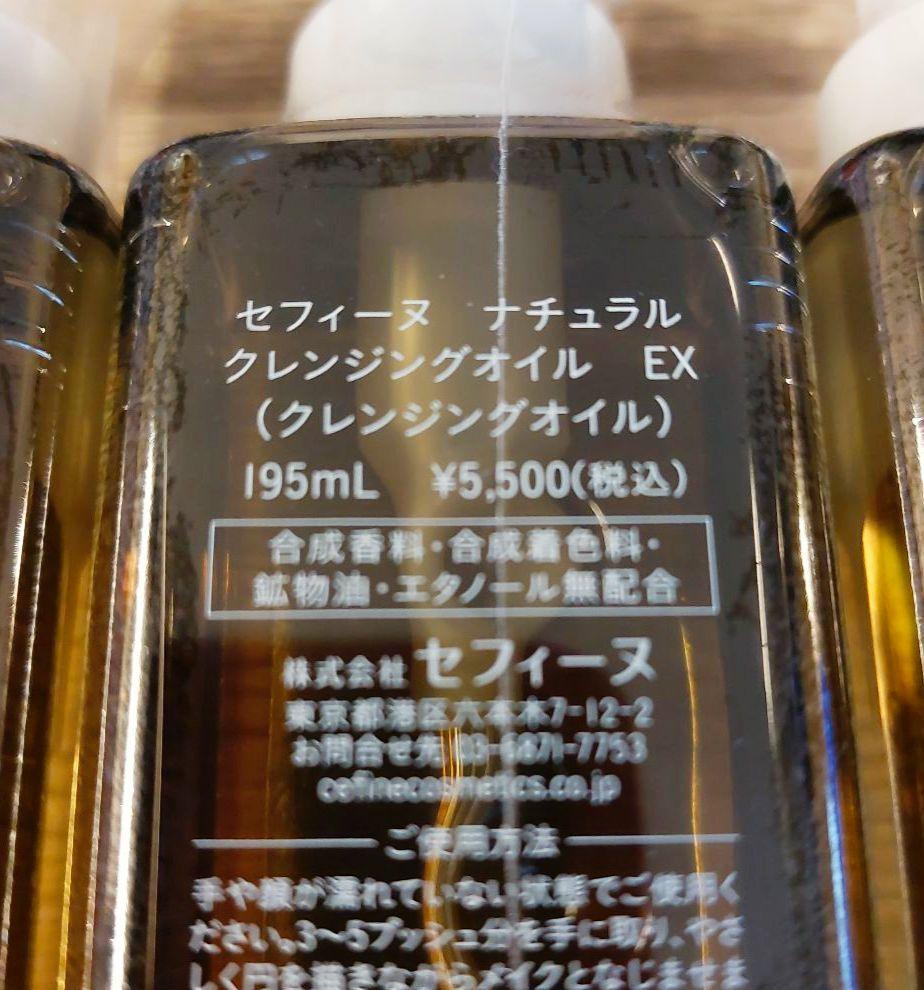 セフィーヌ　ナチュラル
クレンジングオイル　EX
（クレンジングオイル）
195mL　¥5,500(税込)
合成香料・合成着色料・
鉱物油・エタノール無配合
株式会社 セフィーヌ
東京都港区六本木7-12-2
お問合せ先 03-6871-7753
cefinecosmetics.co.jp
ご使用方法
手や顔が濡れていない状態でご使用く
ださい。3〜5プッシュ分を手に取り、やさ
しく円を描きながらメイクとなじませま